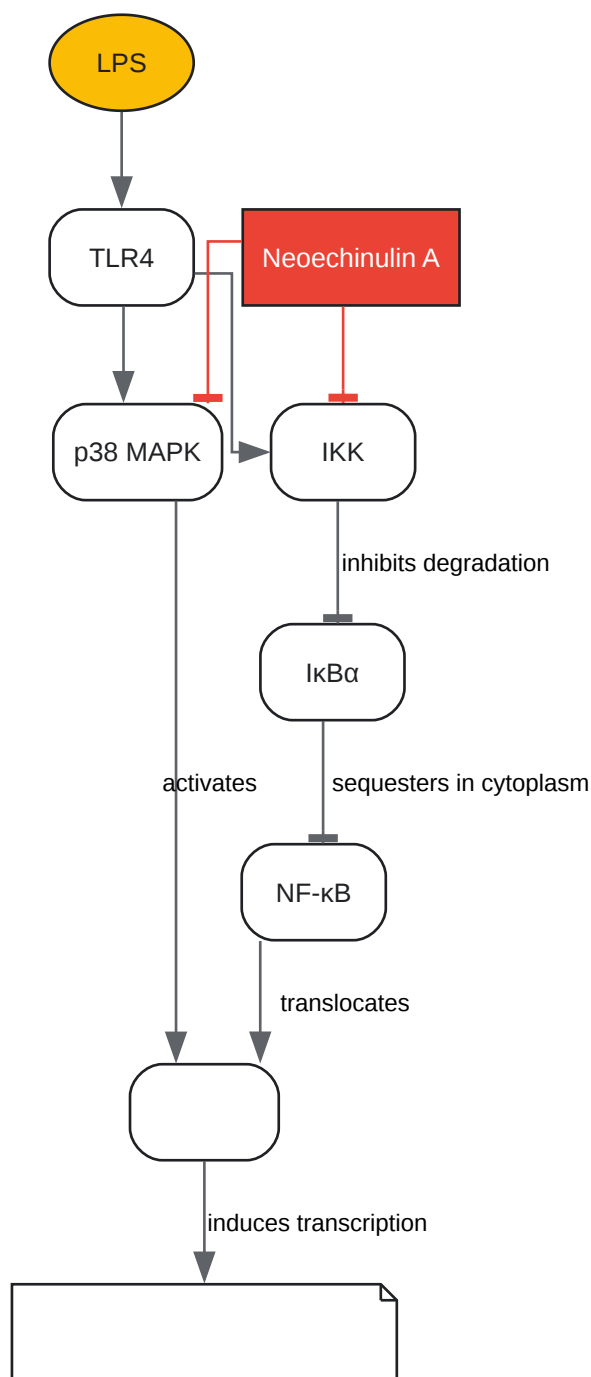 LPS
TLR4
Neoechinulin A
p38 MAPK
IKK
inhibits degradation
IκBα
activates
sequesters in cytoplasm
NF-κB
translocates
induces transcription